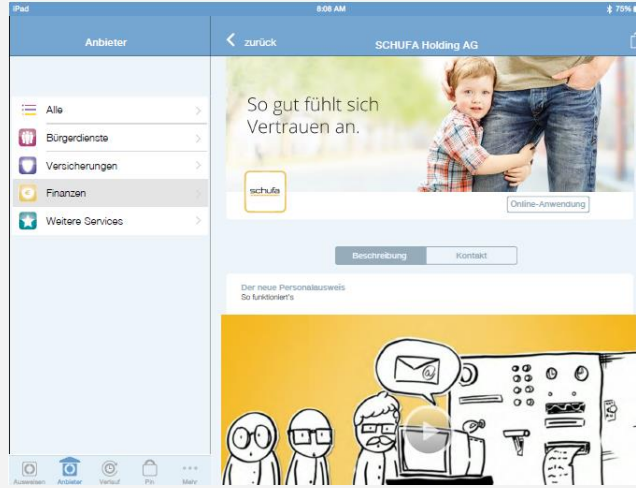 iPad
8:08 AM
75%
Anbieter
zurück
SCHUFA Holding AG
Alle
Bürgerdienste
Versicherungen
Finanzen
Weitere Services
So gut fühlt sich
Vertrauen an.
schufa
Online-Anwendung
Beschreibung
Kontakt
Der neue Personalausweis
So funktioniert's
Ausweisen
Anbieter
Verlauf
Pin
Mehr